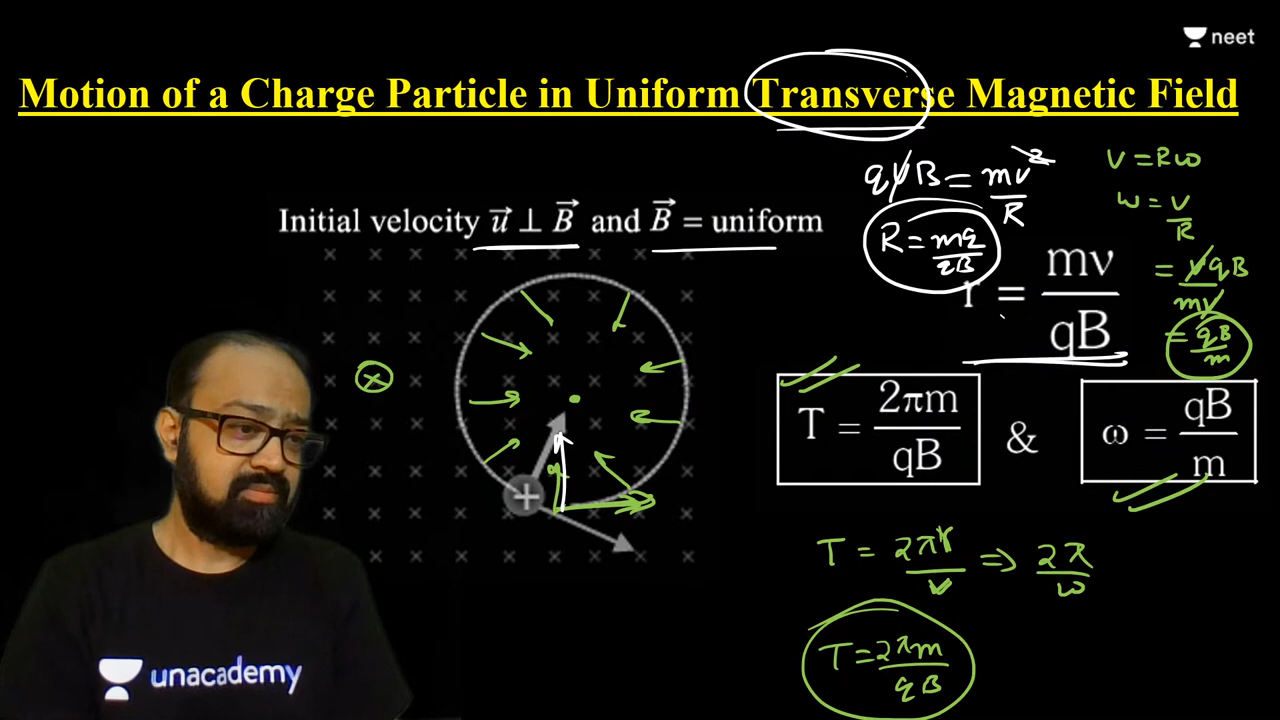 neet
Motion of a Charge Particle in Uniform Transverse Magnetic Field
Initial velocity u⃗ ⊥ B⃗ and B⃗ = uniform
qvB = mv²/R
R = mq/qB
r = mv/qB
V = Rω
ω = v/R
= vqB/mv
= qB/m
T = 2πm/qB & ω = qB/m
T = 2πr/v ⇒ 2π/ω
T = 2πm/qB
unacademy